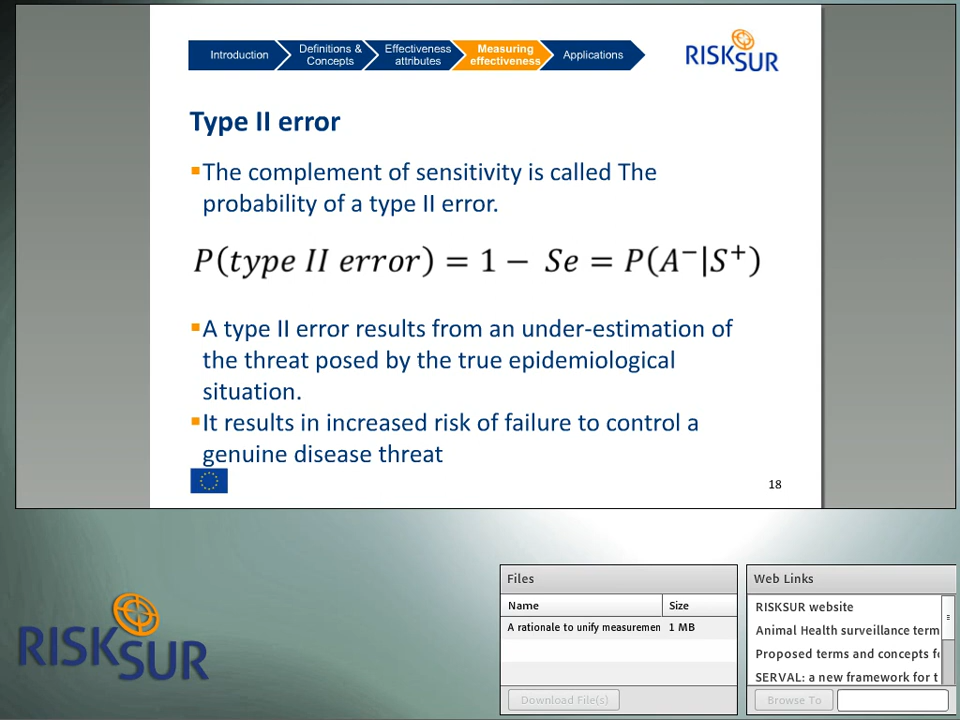 Introduction
Definitions &
Concepts
Effectiveness
attributes
Measuring
effectiveness
Applications
RISKSUR
Type II error
▪The complement of sensitivity is called The
probability of a type II error.
P(type II error) = 1 − Se = P(A⁻|S⁺)
▪A type II error results from an under-estimation of
the threat posed by the true epidemiological
situation.
▪It results in increased risk of failure to control a
genuine disease threat
18
RISKSUR
Files
Name Size
A rationale to unify measuremen 1 MB
Download File(s)
Web Links
RISKSUR website
Animal Health surveillance term
Proposed terms and concepts fo
SERVAL: a new framework for t
Browse To